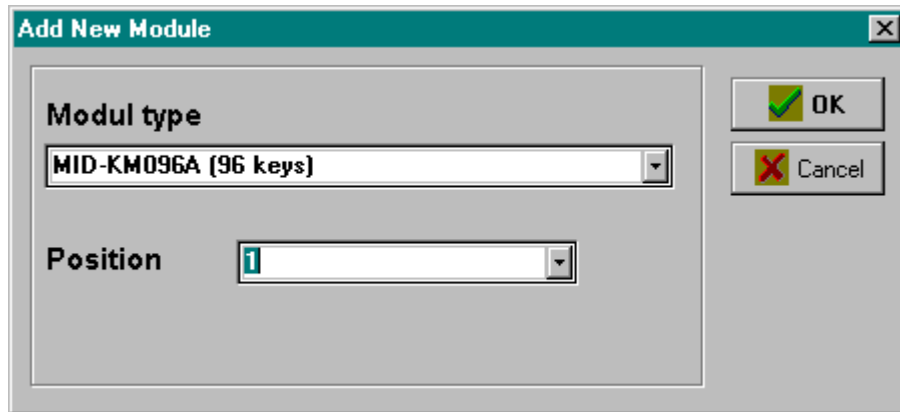 Add New Module
Modul type
MID-KM096A (96 keys)
Position
1
OK
Cancel